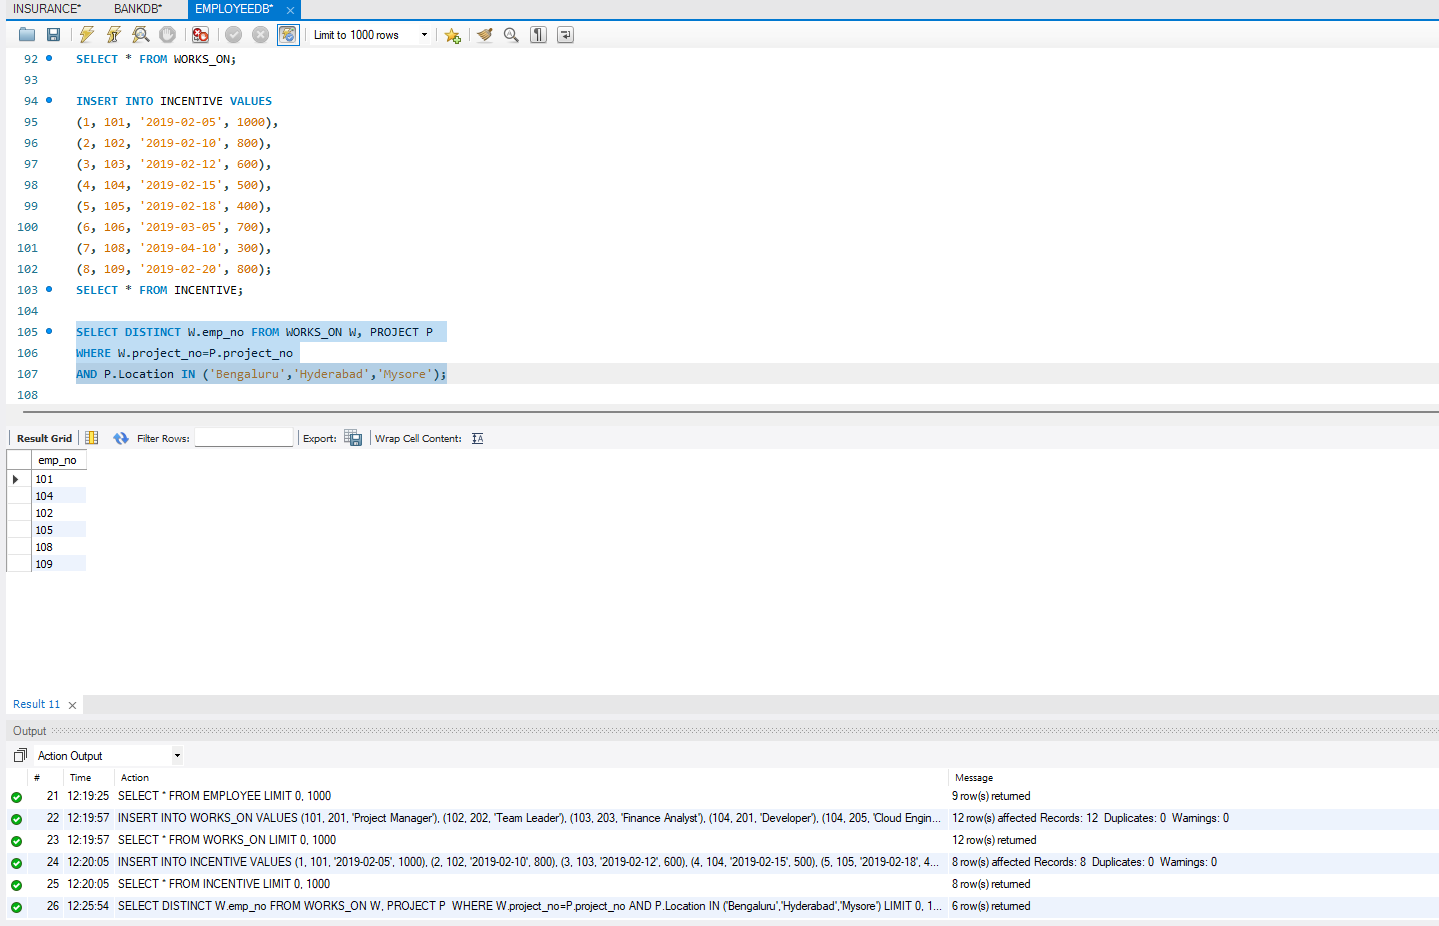 INSURANCE* BANKDB* EMPLOYEEDB*
Limit to 1000 rows
92 SELECT * FROM WORKS_ON;
93
94 INSERT INTO INCENTIVE VALUES
95 (1, 101, '2019-02-05', 1000),
96 (2, 102, '2019-02-10', 800),
97 (3, 103, '2019-02-12', 600),
98 (4, 104, '2019-02-15', 500),
99 (5, 105, '2019-02-18', 400),
100 (6, 106, '2019-03-05', 700),
101 (7, 108, '2019-04-10', 300),
102 (8, 109, '2019-02-20', 800);
103 SELECT * FROM INCENTIVE;
104
105 SELECT DISTINCT W.emp_no FROM WORKS_ON W, PROJECT P
106 WHERE W.project_no=P.project_no
107 AND P.Location IN ('Bengaluru','Hyderabad','Mysore');
108
Result Grid Filter Rows: Export: Wrap Cell Content:
emp_no
101
104
102
105
108
109
Result 11
Output
Action Output
# Time Action Message
21 12:19:25 SELECT * FROM EMPLOYEE LIMIT 0, 1000 9 row(s) returned
22 12:19:57 INSERT INTO WORKS_ON VALUES (101, 201, 'Project Manager'), (102, 202, 'Team Leader'), (103, 203, 'Finance Analyst'), (104, 201, 'Developer'), (104, 205, 'Cloud Engin... 12 row(s) affected Records: 12 Duplicates: 0 Warnings: 0
23 12:19:57 SELECT * FROM WORKS_ON LIMIT 0, 1000 12 row(s) returned
24 12:20:05 INSERT INTO INCENTIVE VALUES (1, 101, '2019-02-05', 1000), (2, 102, '2019-02-10', 800), (3, 103, '2019-02-12', 600), (4, 104, '2019-02-15', 500), (5, 105, '2019-02-18', 4... 8 row(s) affected Records: 8 Duplicates: 0 Warnings: 0
25 12:20:05 SELECT * FROM INCENTIVE LIMIT 0, 1000 8 row(s) returned
26 12:25:54 SELECT DISTINCT W.emp_no FROM WORKS_ON W, PROJECT P WHERE W.project_no=P.project_no AND P.Location IN ('Bengaluru','Hyderabad','Mysore') LIMIT 0, 1... 6 row(s) returned